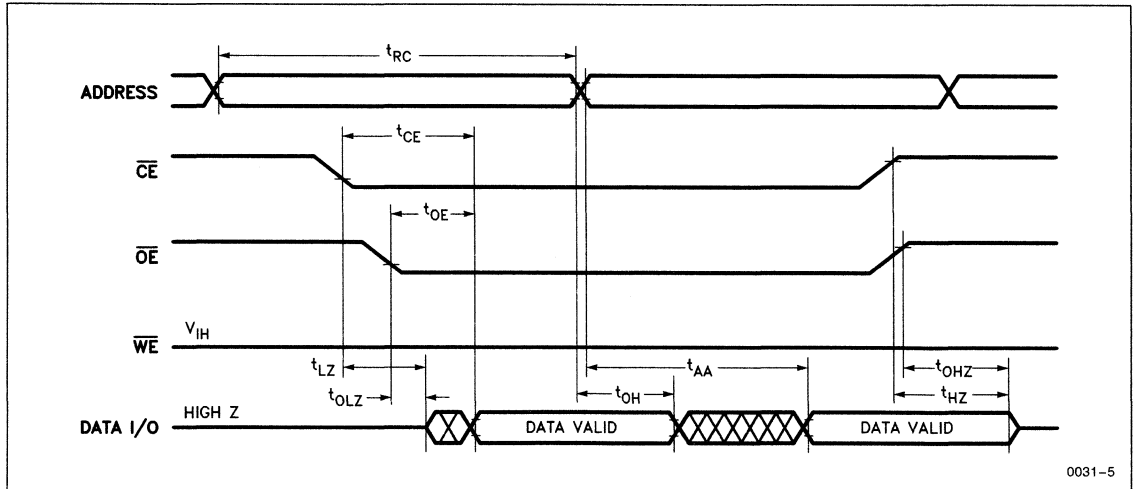 tRC
ADDRESS
tCE
CE
tOE
OE
VIH
WE
tLZ
tAA
tOHZ
tOLZ
tOH
tHZ
HIGH Z
DATA I/O
DATA VALID
DATA VALID
0031-5